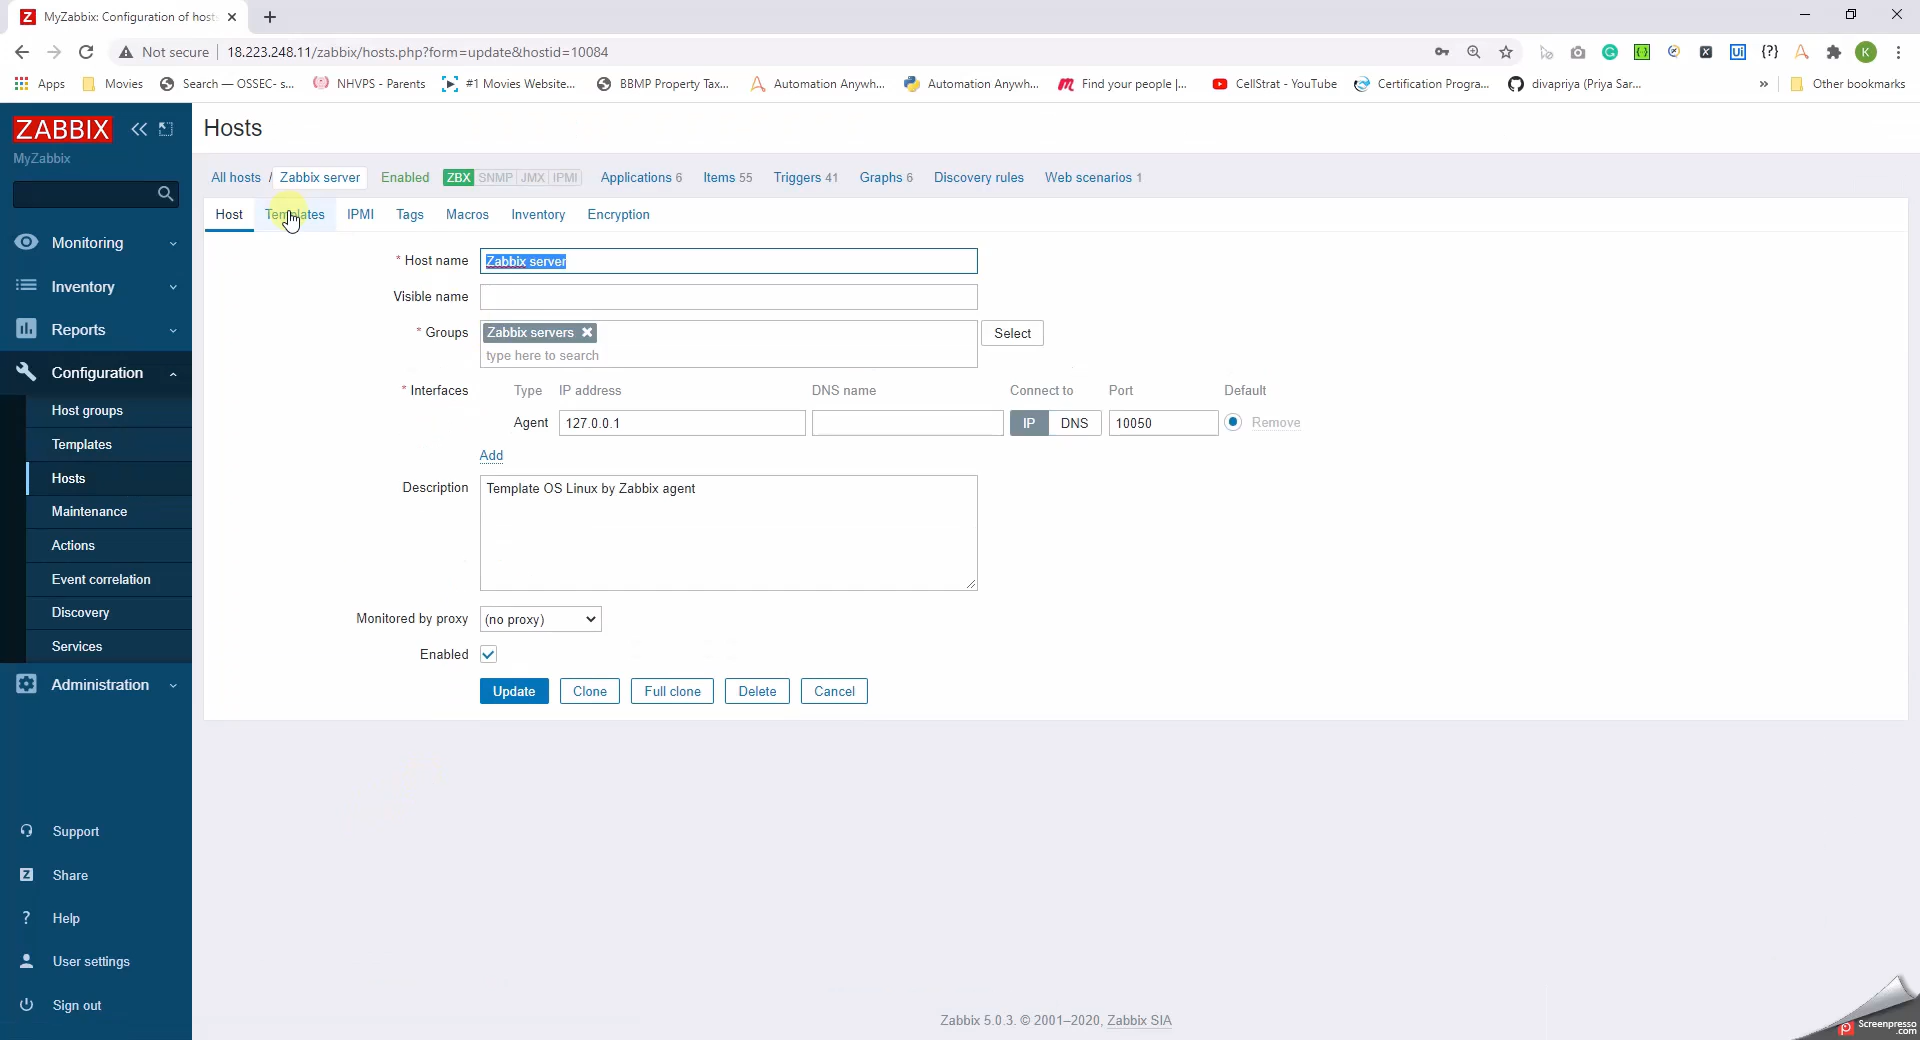 MyZabbix: Configuration of hosts
Not secure 18.223.248.11/zabbix/hosts.php?form=update&hostid=10084
Apps Movies Search — OSSEC- s... NHVPS - Parents #1 Movies Website... BBMP Property Tax... Automation Anywh... Automation Anywh... Find your people |... CellStrat - YouTube Certification Progra... divapriya (Priya Sar... » Other bookmarks
ZABBIX
MyZabbix
Monitoring
Inventory
Reports
Configuration
Host groups
Templates
Hosts
Maintenance
Actions
Event correlation
Discovery
Services
Administration
Support
Share
Help
User settings
Sign out
Hosts
All hosts / Zabbix server Enabled ZBX SNMP JMX IPMI Applications 6 Items 55 Triggers 41 Graphs 6 Discovery rules Web scenarios 1
Host Templates IPMI Tags Macros Inventory Encryption
* Host name Zabbix server
Visible name
* Groups Zabbix servers Select
type here to search
* Interfaces Type IP address DNS name Connect to Port Default
Agent 127.0.0.1 IP DNS 10050 Remove
Add
Description Template OS Linux by Zabbix agent
Monitored by proxy (no proxy)
Enabled
Update Clone Full clone Delete Cancel
Zabbix 5.0.3. © 2001–2020, Zabbix SIA
Screenpresso
.com